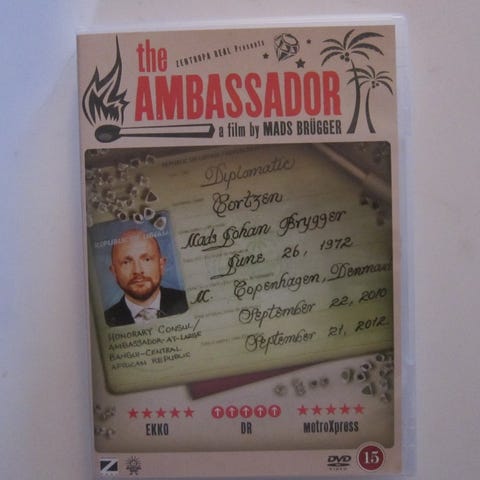 ZENTROPA REAL Presents
the
AMBASSADOR
a film by MADS BRÜGGER
Diplomatic
Cortzen
Mads Johan Brygger
June 26, 1972
M. Copenhagen, Denmark
September 22, 2010
September 21, 2012
HONORARY CONSUL/
AMBASSADOR-AT-LARGE
BANGUI-CENTRAL
AFRICAN REPUBLIC
EKKO
DR
metroXpress
DVD
VIDEO
15